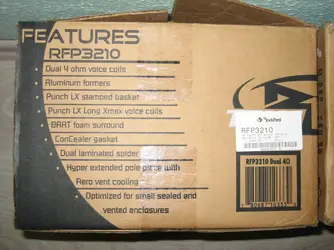 FEATURES
RFP3210
Dual 4 ohm voice coils
Aluminum formers
Punch LX stamped basket
Punch LX Long Xmax voice coils
BART foam surround
ConCealer gasket
Dual laminated spider
Hyper extended pole piece with
Aero vent cooling
Optimized for small sealed and
vented enclosures
RFP3210
RFP3210 Dual 4Ω